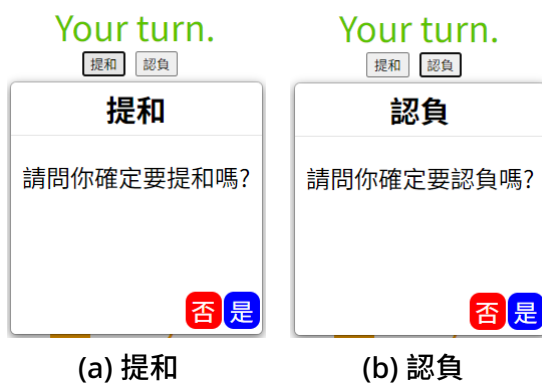 Your turn.
提和 認負
提和
請問你確定要提和嗎?
否 是
(a) 提和
Your turn.
提和 認負
認負
請問你確定要認負嗎?
否 是
(b) 認負